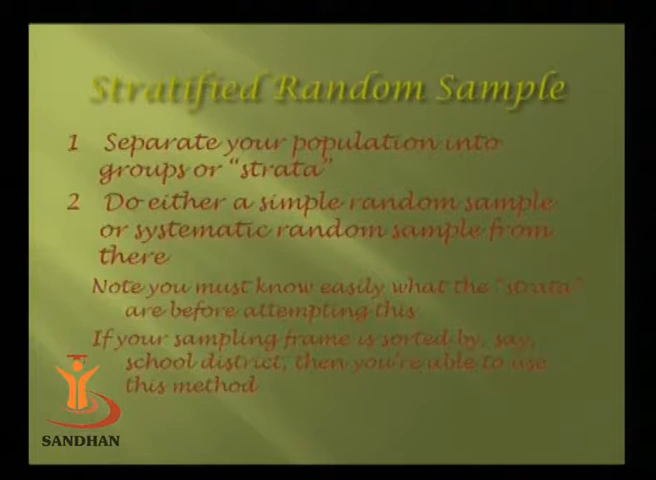 Stratified Random Sample
1 Separate your population into
groups or "strata"
2 Do either a simple random sample
or systematic random sample from
there
Note you must know easily what the "strata"
are before attempting this
If your sampling frame is sorted by, say,
school district, then you're able to use
this method
SANDHAN